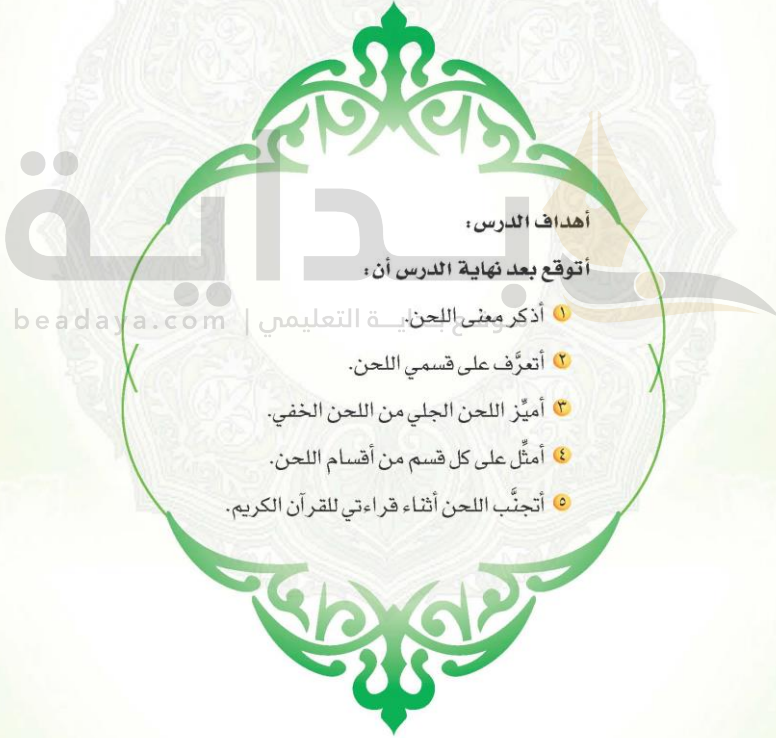 أهداف الدرس:
أتوقع بعد نهاية الدرس أن:
١ أذكر معنى اللحن.
٢ أتعرَّف على قسمي اللحن.
٣ أميِّز اللحن الجلي من اللحن الخفي.
٤ أمثِّل على كل قسم من أقسام اللحن.
٥ أتجنَّب اللحن أثناء قراءتي للقرآن الكريم.
بداية
beadaya.com | التعليمي